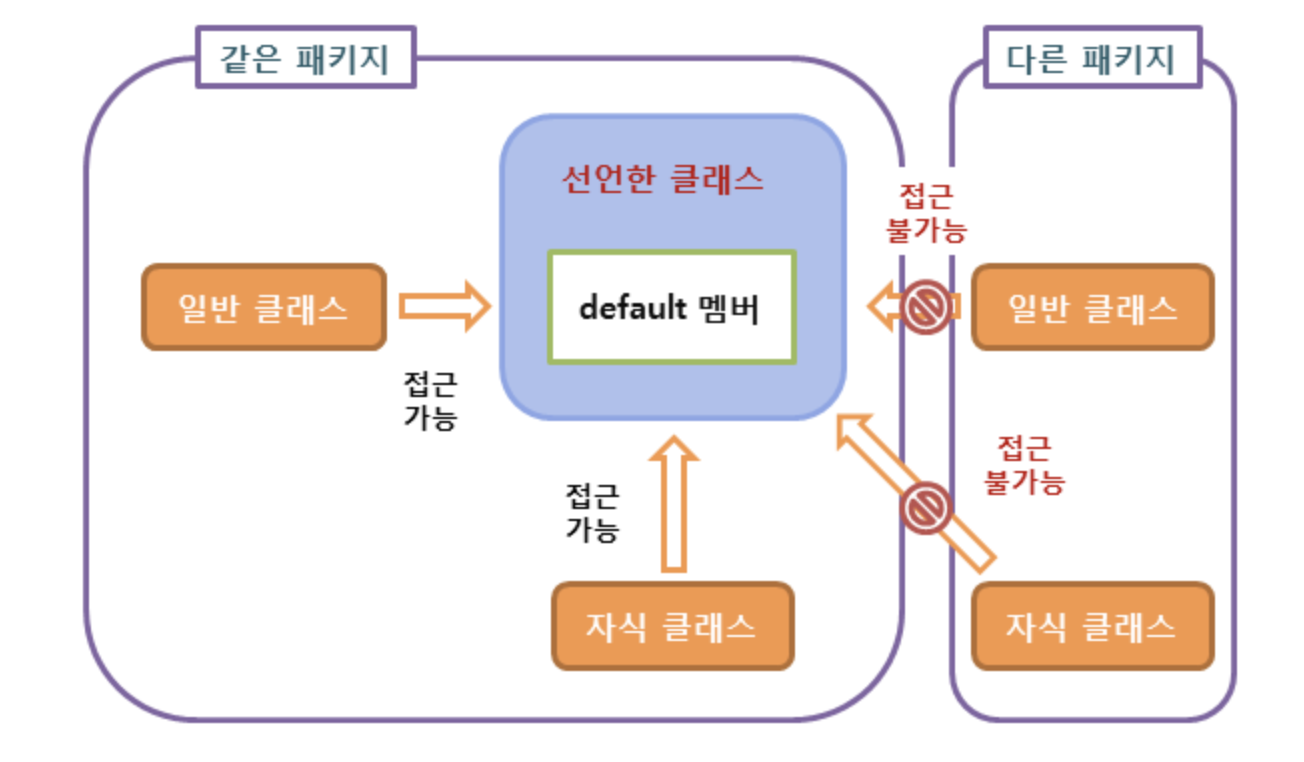 같은 패키지
다른 패키지
선언한 클래스
접근
불가능
일반 클래스
default 멤버
일반 클래스
접근
가능
접근
불가능
접근
가능
자식 클래스
자식 클래스